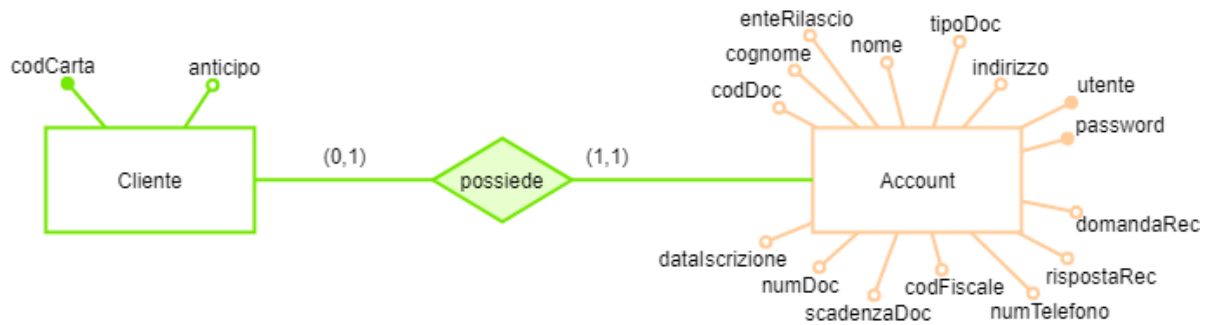 enteRilascio
tipoDoc
cognome
nome
codCarta
anticipo
indirizzo
codDoc
utente
password
(0,1)
(1,1)
Cliente
possiede
Account
domandaRec
dataIscrizione
rispostaRec
numDoc
codFiscale
scadenzaDoc
numTelefono